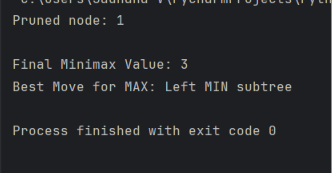 Pruned node: 1
Final Minimax Value: 3
Best Move for MAX: Left MIN subtree
Process finished with exit code 0